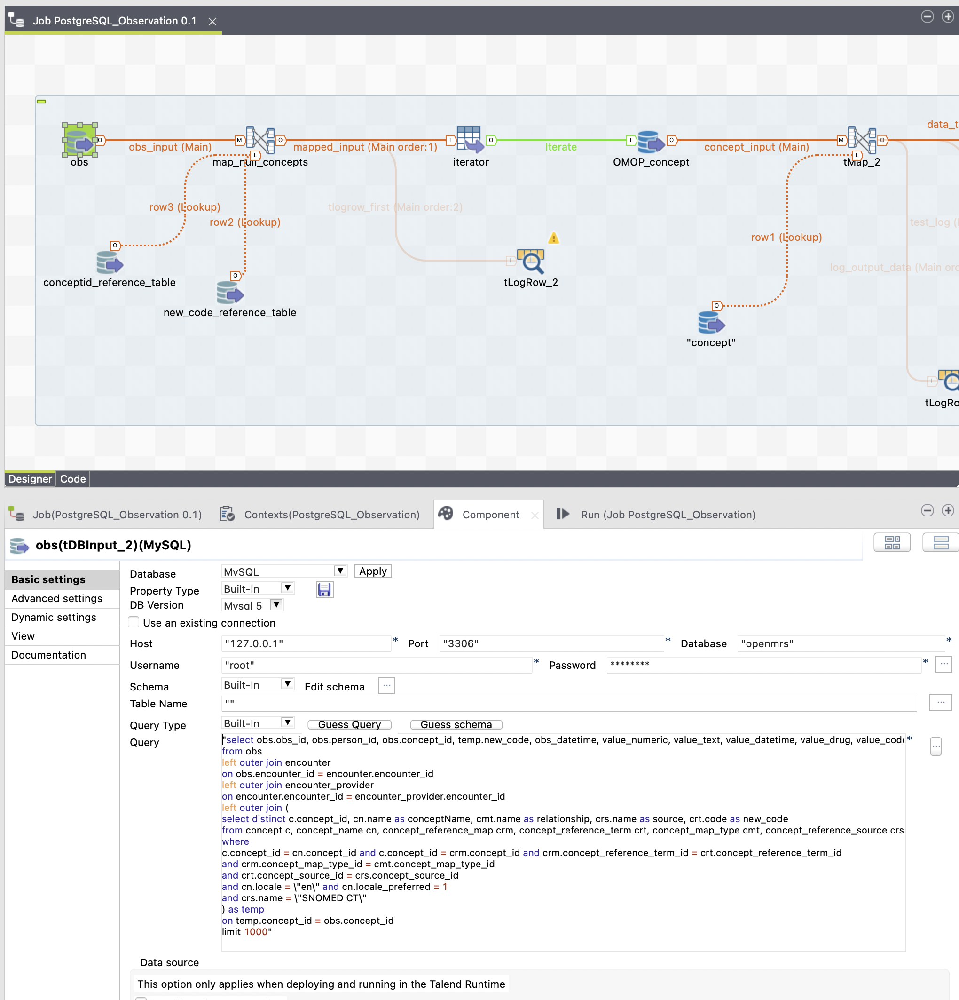 Job PostgreSQL_Observation 0.1
data_t
obs_input (Main)
mapped_input (Main order:1)
Iterate
concept_input (Main)
obs
map_null_concepts
iterator
OMOP_concept
tMap_2
row3 (Lookup)
tlogrow_first (Main order:2)
row2 (Lookup)
test_log (
row1 (Lookup)
log_output_data (Main ord
conceptid_reference_table
tLogRow_2
new_code_reference_table
"concept"
tLogRo
Designer Code
Job(PostgreSQL_Observation 0.1) Contexts(PostgreSQL_Observation) Component Run (Job PostgreSQL_Observation)
obs(tDBInput_2)(MySQL)
Basic settings
Advanced settings
Dynamic settings
View
Documentation
Database MySQL Apply
Property Type Built-In
DB Version Mysql 5
Use an existing connection
Host "127.0.0.1" * Port "3306" * Database "openmrs" *
Username "root" * Password ******** * ...
Schema Built-In Edit schema ...
Table Name "" ...
Query Type Built-In Guess Query Guess schema
Query
"select obs.obs_id, obs.person_id, obs.concept_id, temp.new_code, obs_datetime, value_numeric, value_text, value_datetime, value_drug, value_code * ...
from obs
left outer join encounter
on obs.encounter_id = encounter.encounter_id
left outer join encounter_provider
on encounter.encounter_id = encounter_provider.encounter_id
left outer join (
select distinct c.concept_id, cn.name as conceptName, cmt.name as relationship, crs.name as source, crt.code as new_code
from concept c, concept_name cn, concept_reference_map crm, concept_reference_term crt, concept_map_type cmt, concept_reference_source crs
where
c.concept_id = cn.concept_id and c.concept_id = crm.concept_id and crm.concept_reference_term_id = crt.concept_reference_term_id
and crm.concept_map_type_id = cmt.concept_map_type_id
and crt.concept_source_id = crs.concept_source_id
and cn.locale = \"en\" and cn.locale_preferred = 1
and crs.name = \"SNOMED CT\"
) as temp
on temp.concept_id = obs.concept_id
limit 1000"
Data source
This option only applies when deploying and running in the Talend Runtime